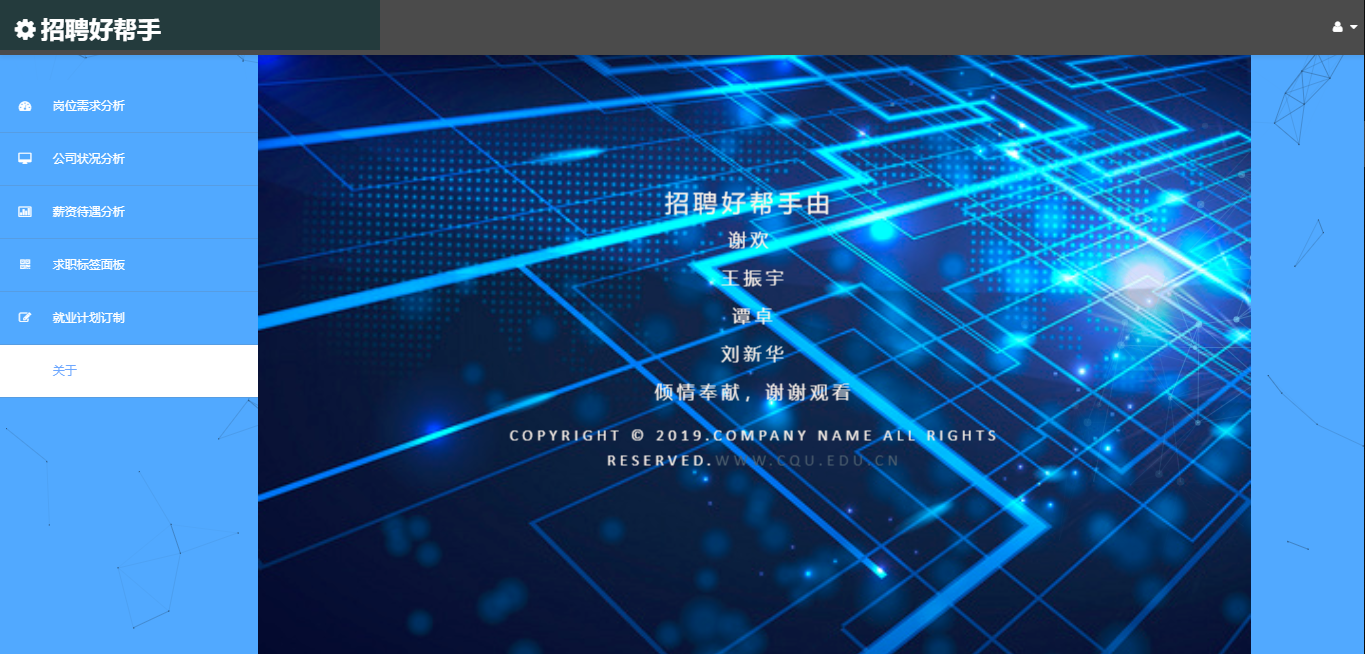 招聘好帮手
岗位需求分析
公司状况分析
薪资待遇分析
求职标签面板
就业计划订制
关于
招聘好帮手由
谢欢
王振宇
谭卓
刘新华
倾情奉献，谢谢观看
COPYRIGHT © 2019.COMPANY NAME ALL RIGHTS
RESERVED.WWW.CQU.EDU.CN